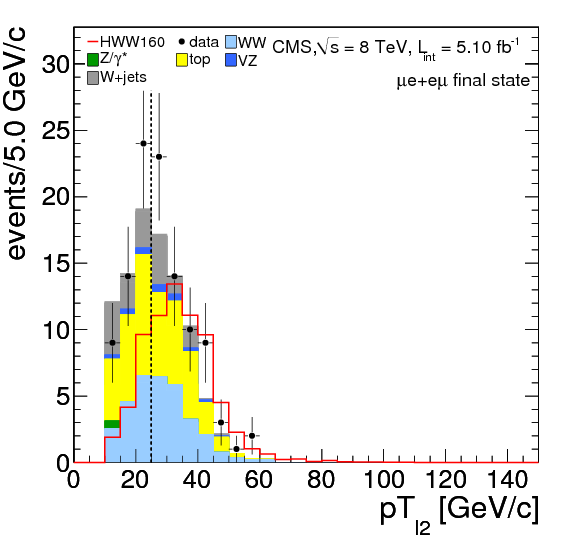 HWW160 data WW CMS,√s = 8 TeV, L_int = 5.10 fb⁻¹
Z/γ* top VZ
W+jets μe+eμ final state
events/5.0 GeV/c
30
25
20
15
10
5
0
0 20 40 60 80 100 120 140
pT_l2 [GeV/c]